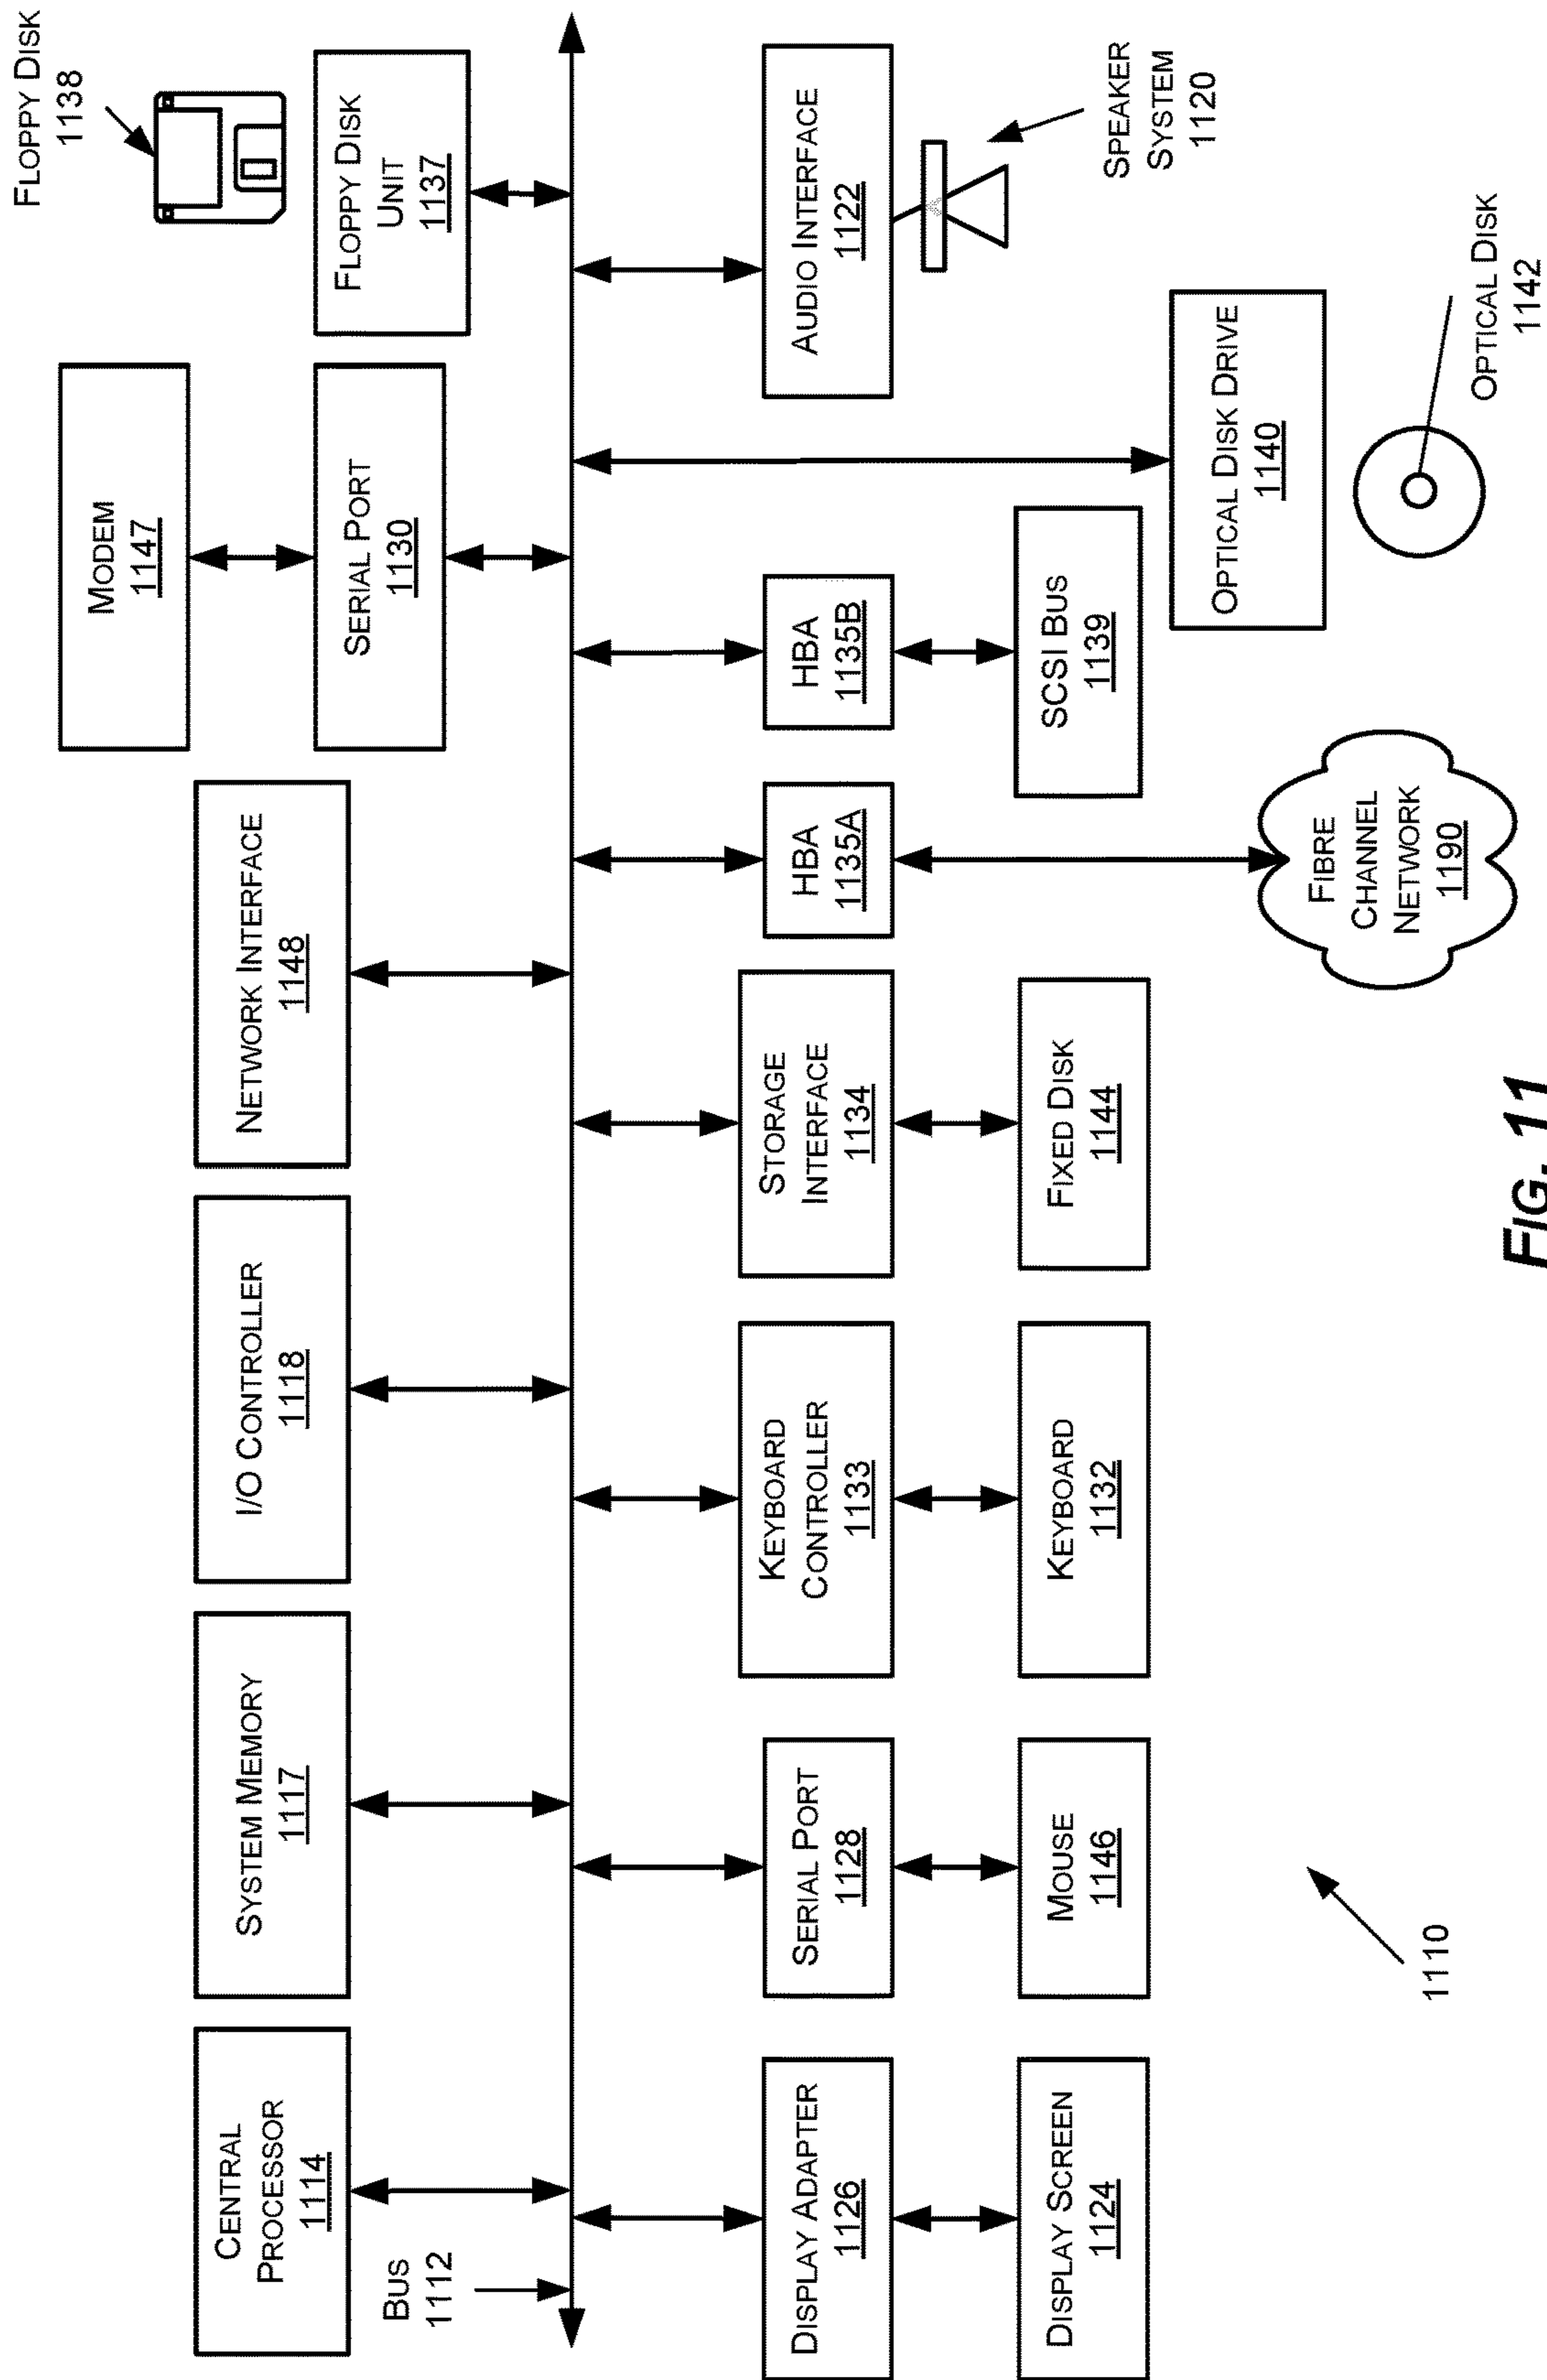 FLOPPY DISK
1138
MODEM
1147
SERIAL PORT
1130
FLOPPY DISK
UNIT
1137
CENTRAL
PROCESSOR
1114
SYSTEM MEMORY
1117
I/O CONTROLLER
1118
NETWORK INTERFACE
1148
BUS
1112
DISPLAY ADAPTER
1126
SERIAL PORT
1128
KEYBOARD
CONTROLLER
1133
STORAGE
INTERFACE
1134
HBA
1135A
HBA
1135B
AUDIO INTERFACE
1122
DISPLAY SCREEN
1124
MOUSE
1146
KEYBOARD
1132
FIXED DISK
1144
SCSI BUS
1139
SPEAKER
SYSTEM
1120
OPTICAL DISK DRIVE
1140
FIBRE
CHANNEL
NETWORK
1190
OPTICAL DISK
1142
1110
FIG. 11